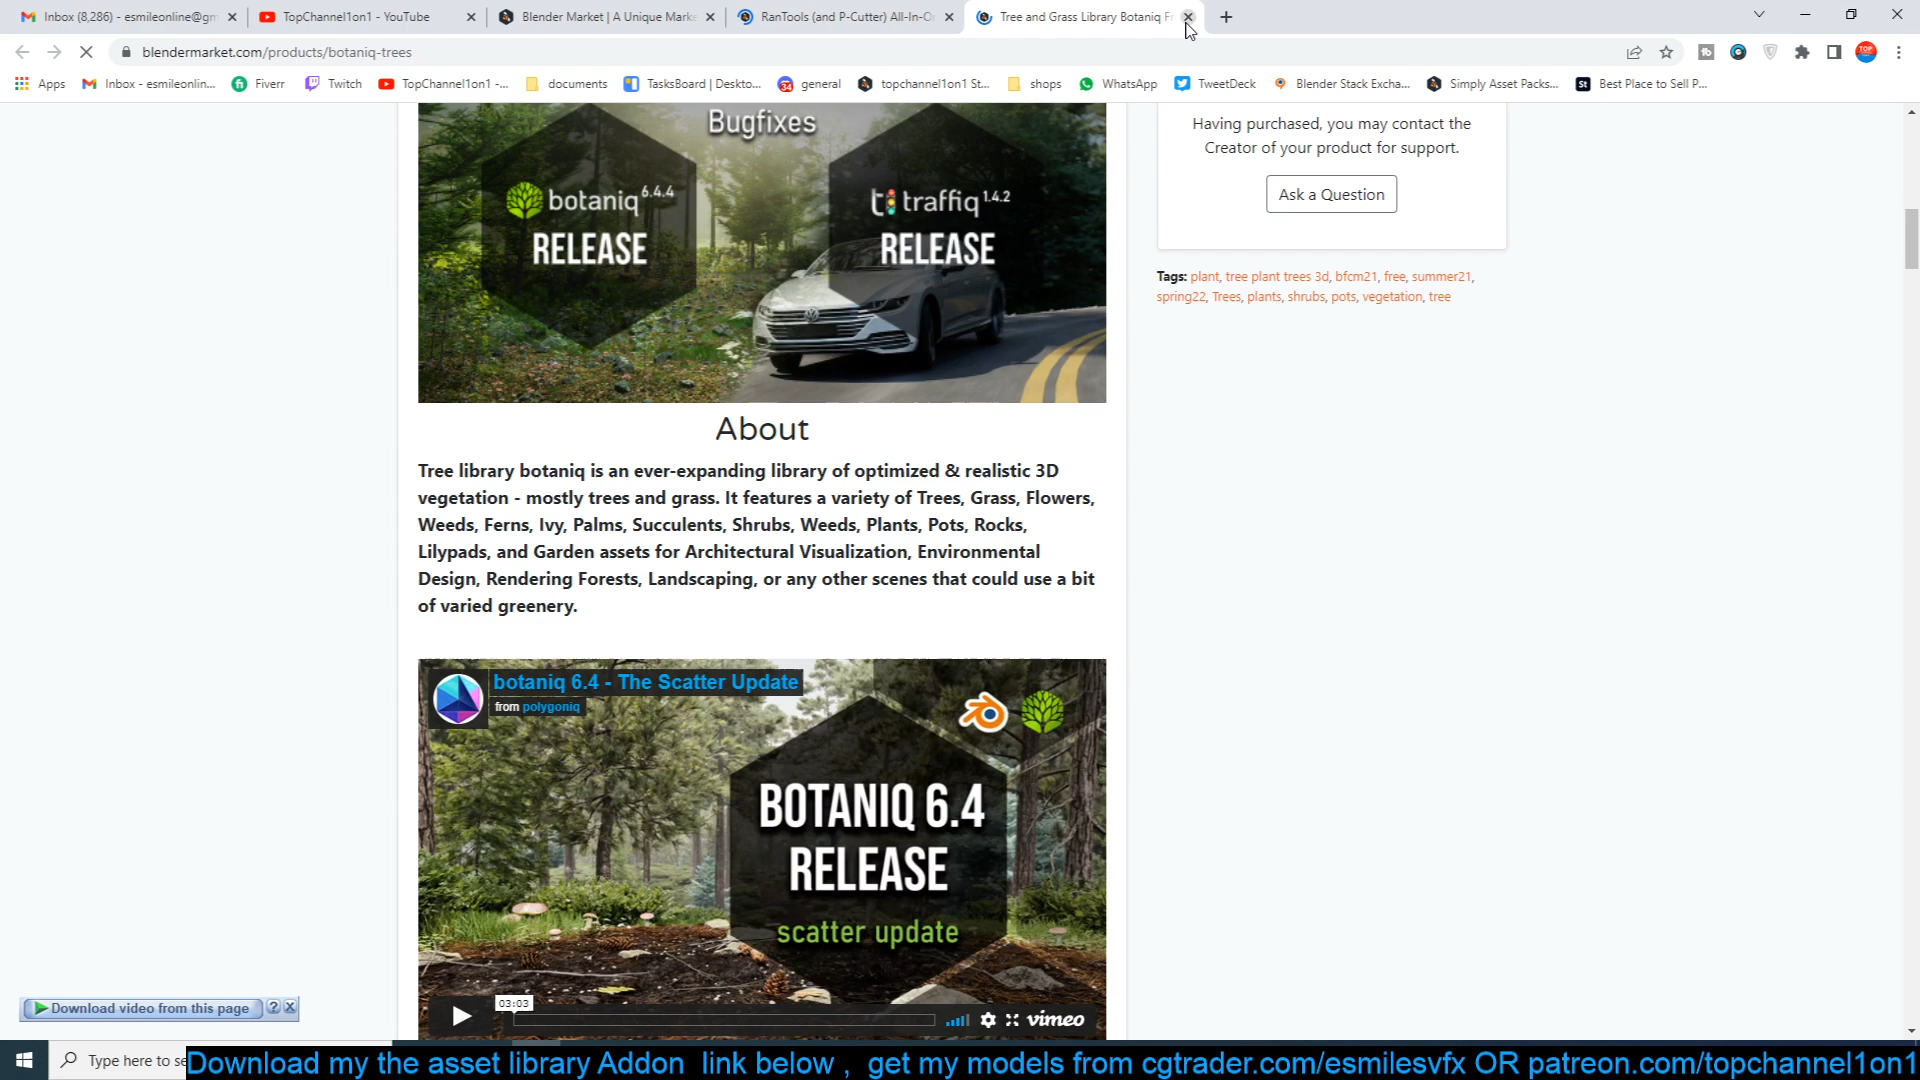 Inbox (8,286) - esmileonline@gm
TopChannel1on1 - YouTube
Blender Market | A Unique Marke
RanTools (and P-Cutter) All-In-O
Tree and Grass Library Botaniq Fr
blendermarket.com/products/botaniq-trees
Apps
Inbox - esmileonlin...
Fiverr
Twitch
TopChannel1on1 -...
documents
TasksBoard | Deskto...
general
topchannel1on1 St...
shops
WhatsApp
TweetDeck
Blender Stack Excha...
Simply Asset Packs...
Best Place to Sell P...
Bugfixes
botaniq 6.4.4
RELEASE
traffiq 1.4.2
RELEASE
Having purchased, you may contact the
Creator of your product for support.
Ask a Question
Tags: plant, tree plant trees 3d, bfcm21, free, summer21,
spring22, Trees, plants, shrubs, pots, vegetation, tree
About
Tree library botaniq is an ever-expanding library of optimized & realistic 3D
vegetation - mostly trees and grass. It features a variety of Trees, Grass, Flowers,
Weeds, Ferns, Ivy, Palms, Succulents, Shrubs, Weeds, Plants, Pots, Rocks,
Lilypads, and Garden assets for Architectural Visualization, Environmental
Design, Rendering Forests, Landscaping, or any other scenes that could use a bit
of varied greenery.
botaniq 6.4 - The Scatter Update
from polygoniq
BOTANIQ 6.4
RELEASE
scatter update
03:03
vimeo
Download video from this page
Type here to se
Download my the asset library Addon link below , get my models from cgtrader.com/esmilesvfx OR patreon.com/topchannel1on1